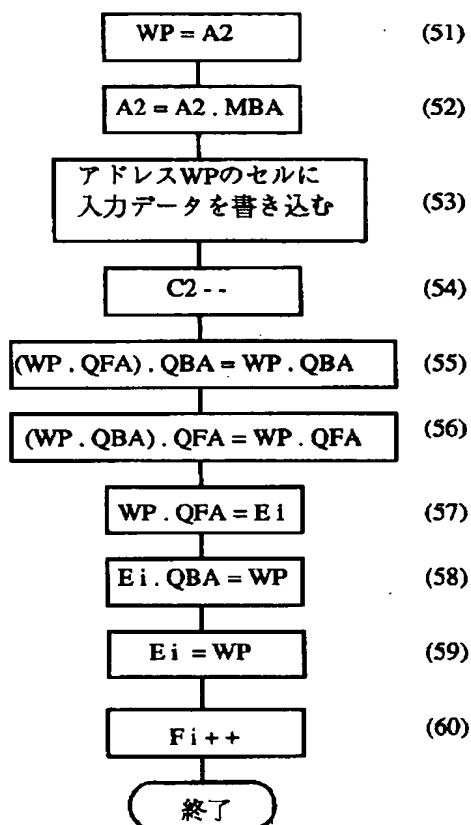 WP = A2 (51)
A2 = A2 . MBA (52)
アドレスWPのセルに
入力データを書き込む (53)
C2 - - (54)
(WP . QFA) . QBA = WP . QBA (55)
(WP . QBA) . QFA = WP . QFA (56)
WP . QFA = E i (57)
E i . QBA = WP (58)
E i = WP (59)
F i + + (60)
終了